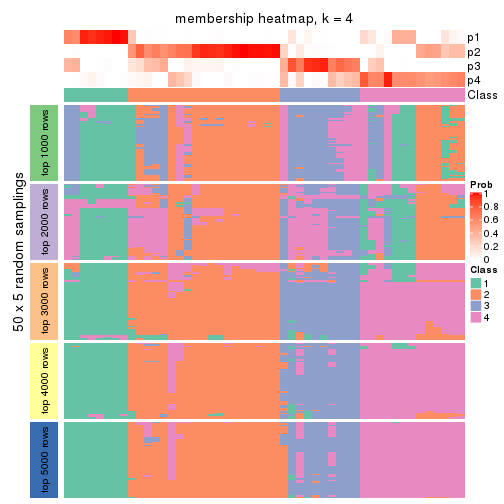 membership heatmap, k = 4
p1
p2
p3
p4
Class
50 x 5 random samplings
top 1000 rows
top 2000 rows
top 3000 rows
top 4000 rows
top 5000 rows
Prob
1
0.8
0.6
0.4
0.2
0
Class
1
2
3
4